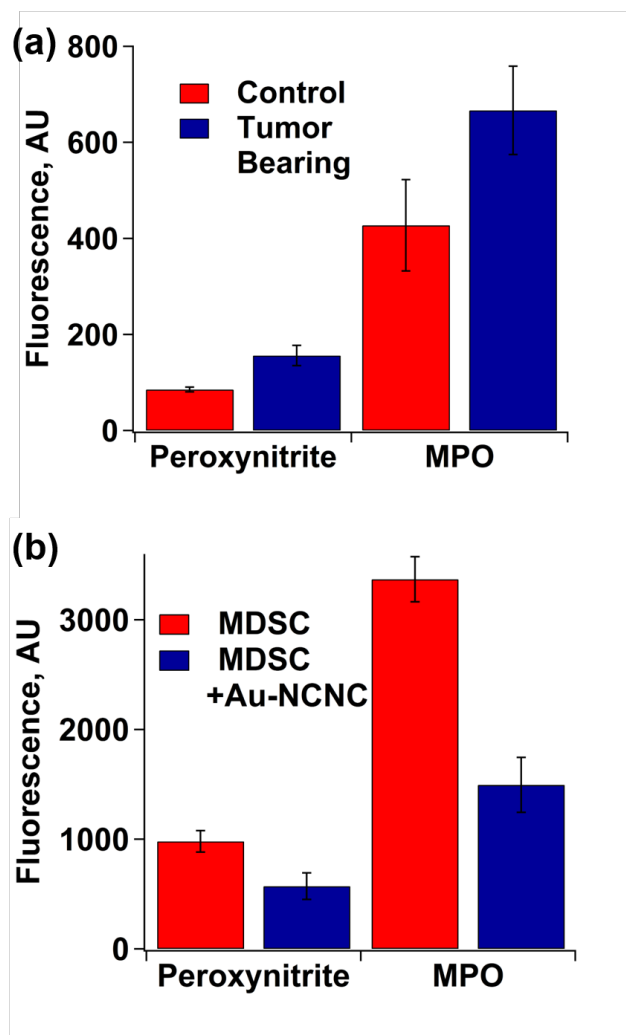 (a)
800
600
400
200
0
Fluorescence, AU
Control
Tumor
Bearing
Peroxynitrite
MPO
(b)
3000
2000
1000
0
Fluorescence, AU
MDSC
MDSC
+Au-NCNC
Peroxynitrite
MPO